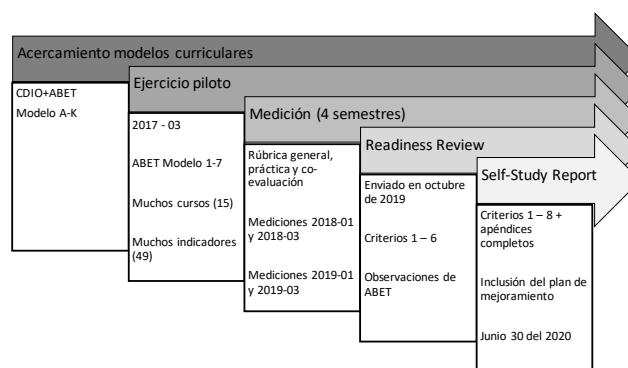 Acercamiento modelos curriculares
CDIO+ABET
Modelo A-K
Ejercicio piloto
2017 - 03
ABET Modelo 1-7
Muchos cursos (15)
Muchos indicadores
(49)
Medición (4 semestres)
Rúbrica general,
práctica y co-
evaluación
Mediciones 2018-01
y 2018-03
Mediciones 2019-01
y 2019-03
Readiness Review
Enviado en octubre
de 2019
Criterios 1 – 6
Observaciones de
ABET
Self-Study Report
Criterios 1 – 8 +
apéndices
completos
Inclusión del plan de
mejoramiento
Junio 30 del 2020